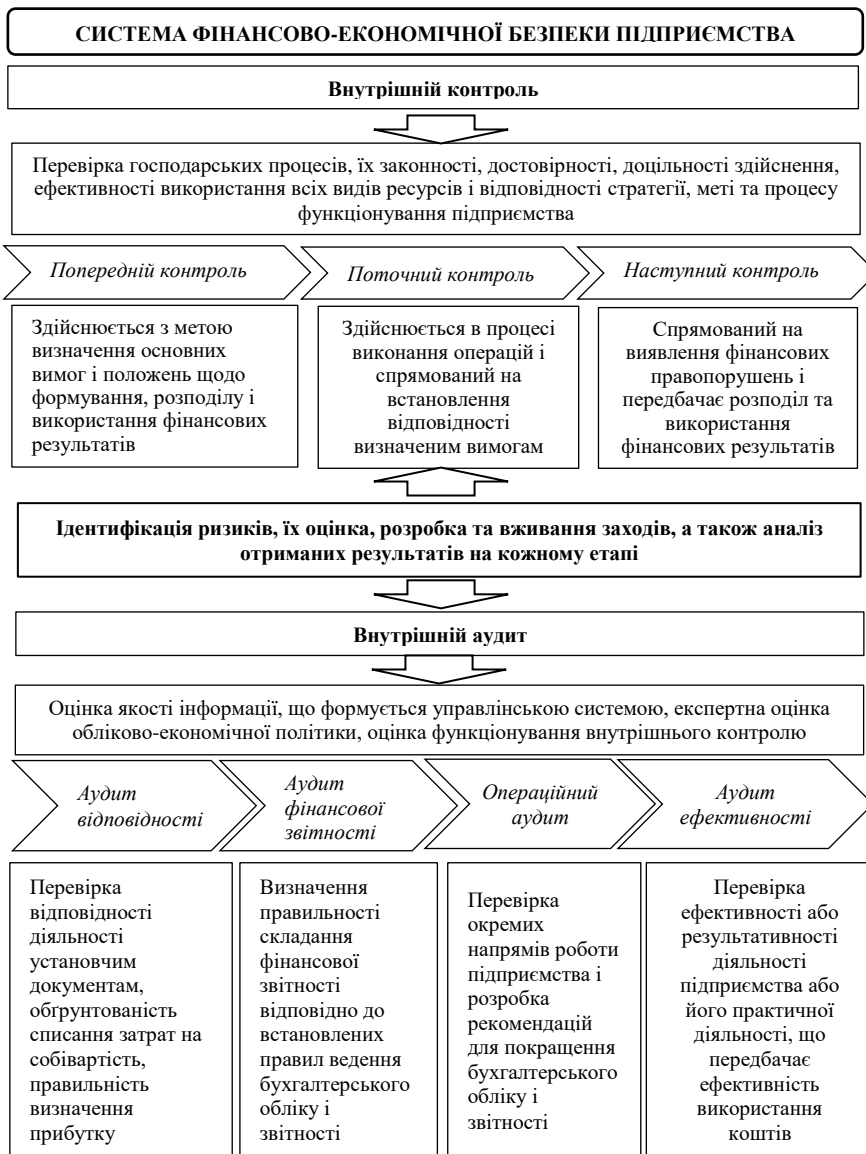 СИСТЕМА ФІНАНСОВО-ЕКОНОМІЧНОЇ БЕЗПЕКИ ПІДПРИЄМСТВА
Внутрішній контроль
Перевірка господарських процесів, їх законності, достовірності, доцільності здійснення,
ефективності використання всіх видів ресурсів і відповідності стратегії, меті та процесу
функціонування підприємства
Попередній контроль
Поточний контроль
Наступний контроль
Здійснюється з метою
визначення основних
вимог і положень щодо
формування, розподілу і
використання фінансових
результатів
Здійснюється в процесі
виконання операцій і
спрямований на
встановлення
відповідності
визначеним вимогам
Спрямований на
виявлення фінансових
правопорушень і
передбачає розподіл та
використання
фінансових результатів
Ідентифікація ризиків, їх оцінка, розробка та вживання заходів, а також аналіз
отриманих результатів на кожному етапі
Внутрішній аудит
Оцінка якості інформації, що формується управлінською системою, експертна оцінка
обліково-економічної політики, оцінка функціонування внутрішнього контролю
Аудит
відповідності
Аудит
фінансової
звітності
Операційний
аудит
Аудит
ефективності
Перевірка
відповідності
діяльності
установчим
документам,
обґрунтованість
списання затрат на
собівартість,
правильність
визначення
прибутку
Визначення
правильності
складання
фінансової
звітності
відповідно до
встановлених
правил ведення
бухгалтерського
обліку і
звітності
Перевірка
окремих
напрямів роботи
підприємства і
розробка
рекомендацій
для покращення
бухгалтерського
обліку і
звітності
Перевірка
ефективності або
результативності
діяльності
підприємства або
його практичної
діяльності, що
передбачає
ефективність
використання
коштів